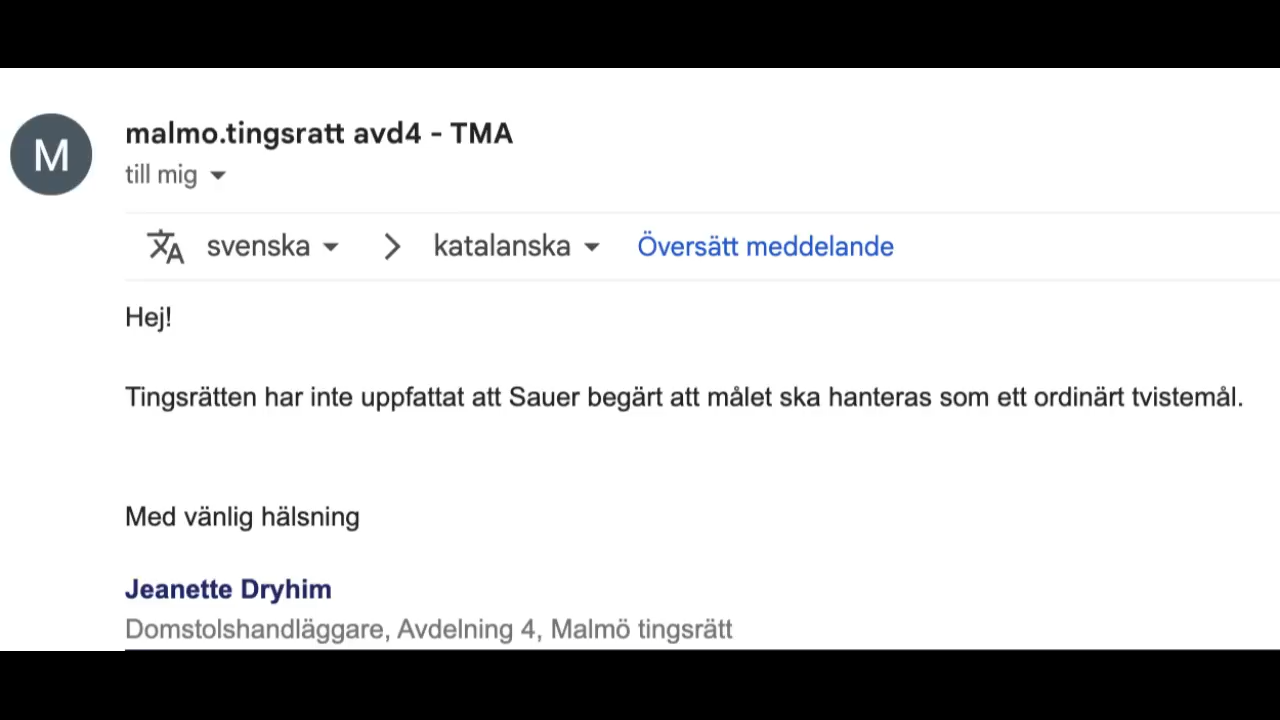 M
malmo.tingsratt avd4 - TMA
till mig
svenska > katalanska Översätt meddelande
Hej!
Tingsrätten har inte uppfattat att Sauer begärt att målet ska hanteras som ett ordinärt tvistemål.
Med vänlig hälsning
Jeanette Dryhim
Domstolshandläggare, Avdelning 4, Malmö tingsrätt